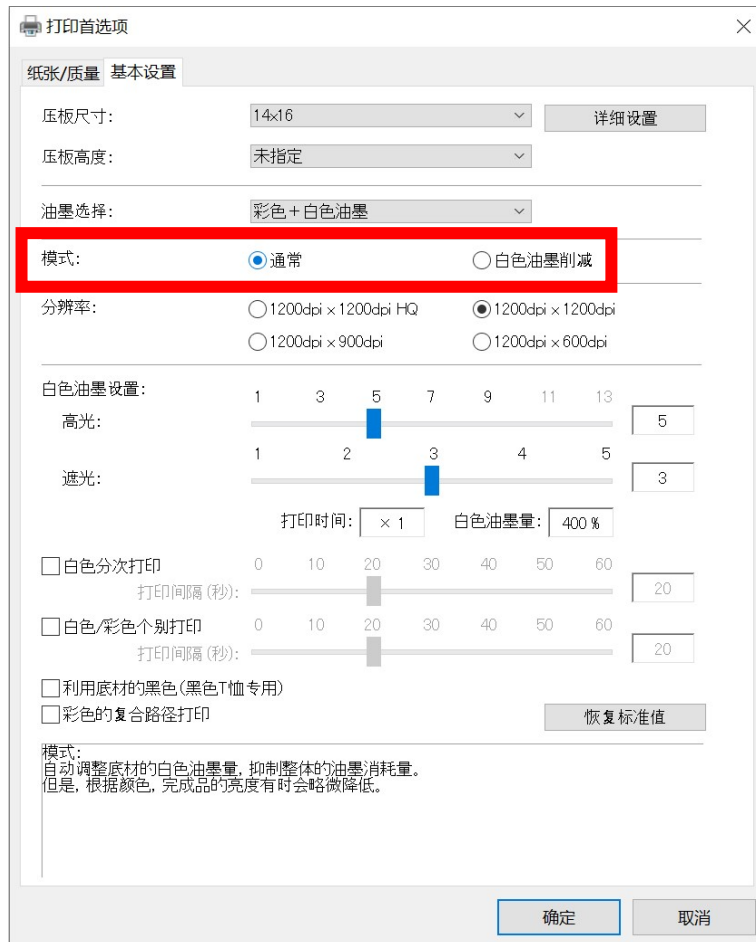 打印首选项
纸张/质量 基本设置
压板尺寸: 14×16 详细设置
压板高度: 未指定
油墨选择: 彩色+白色油墨
模式: 通常 白色油墨削减
分辨率: 1200dpi × 1200dpi HQ 1200dpi × 1200dpi
1200dpi × 900dpi 1200dpi × 600dpi
白色油墨设置: 1 3 5 7 9 11 13
高光: 5
1 2 3 4 5
遮光: 3
打印时间: × 1 白色油墨量: 400 %
白色分次打印 0 10 20 30 40 50 60
打印间隔(秒): 20
白色/彩色个别打印 0 10 20 30 40 50 60
打印间隔(秒): 20
利用底材的黑色(黑色T恤专用)
彩色的复合路径打印 恢复标准值
模式:
自动调整底材的白色油墨量, 抑制整体的油墨消耗量。
但是, 根据颜色, 完成品的亮度有时会略微降低。
确定 取消